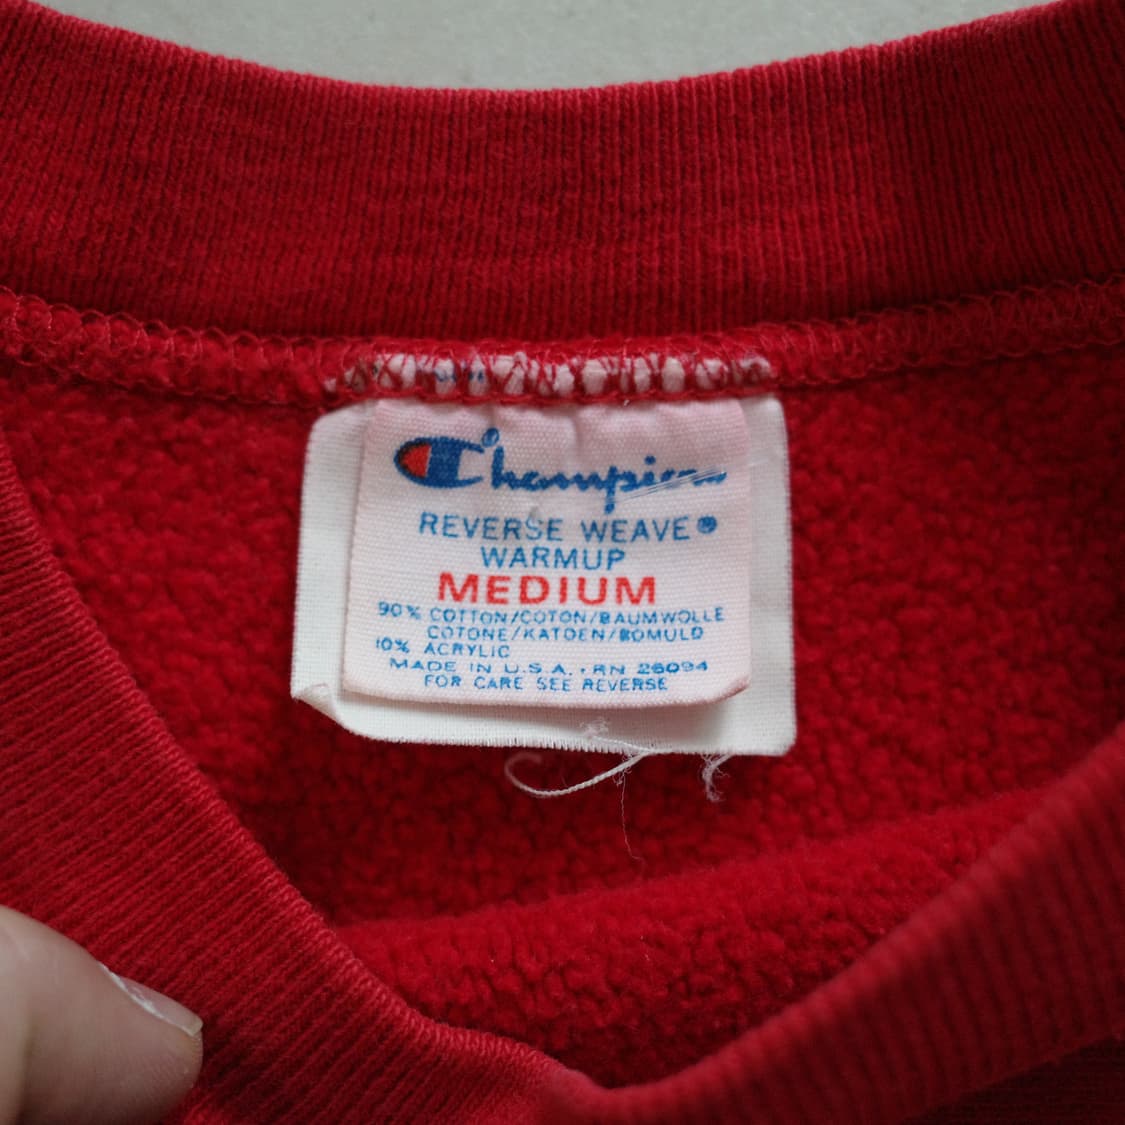 Champion
REVERSE WEAVE®
WARMUP
MEDIUM
90% COTTON/COTON/BAUMWOLLE
COTONE/KATOEN/BOMULD
10% ACRYLIC
MADE IN U.S.A. · RN 26094
FOR CARE SEE REVERSE